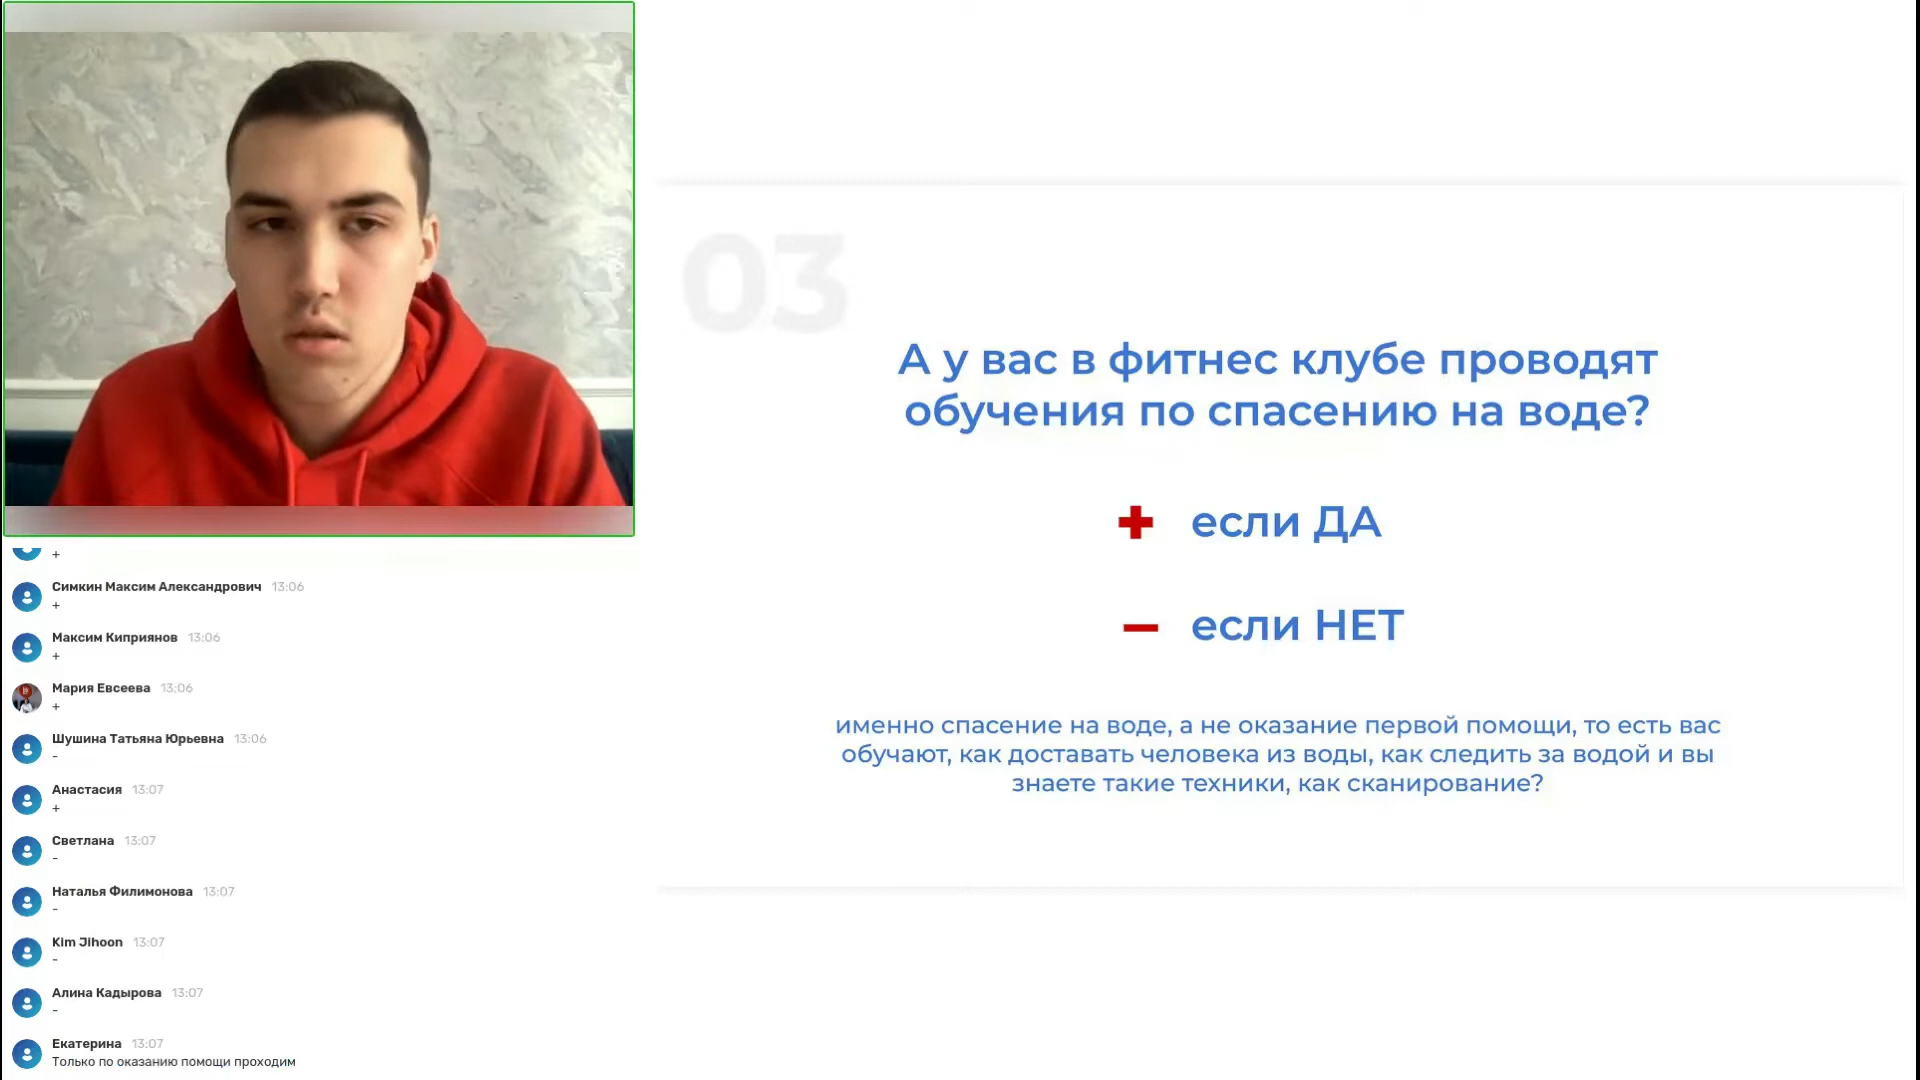 +
Симкин Максим Александрович 13:06
+
Максим Киприянов 13:06
+
Мария Евсеева 13:06
+
Шушина Татьяна Юрьевна 13:06
-
Анастасия 13:07
+
Светлана 13:07
-
Наталья Филимонова 13:07
-
Kim Jihoon 13:07
-
Алина Кадырова 13:07
-
Екатерина 13:07
Только по оказанию помощи проходим
03
А у вас в фитнес клубе проводят
обучения по спасению на воде?
+ если ДА
− если НЕТ
именно спасение на воде, а не оказание первой помощи, то есть вас
обучают, как доставать человека из воды, как следить за водой и вы
знаете такие техники, как сканирование?